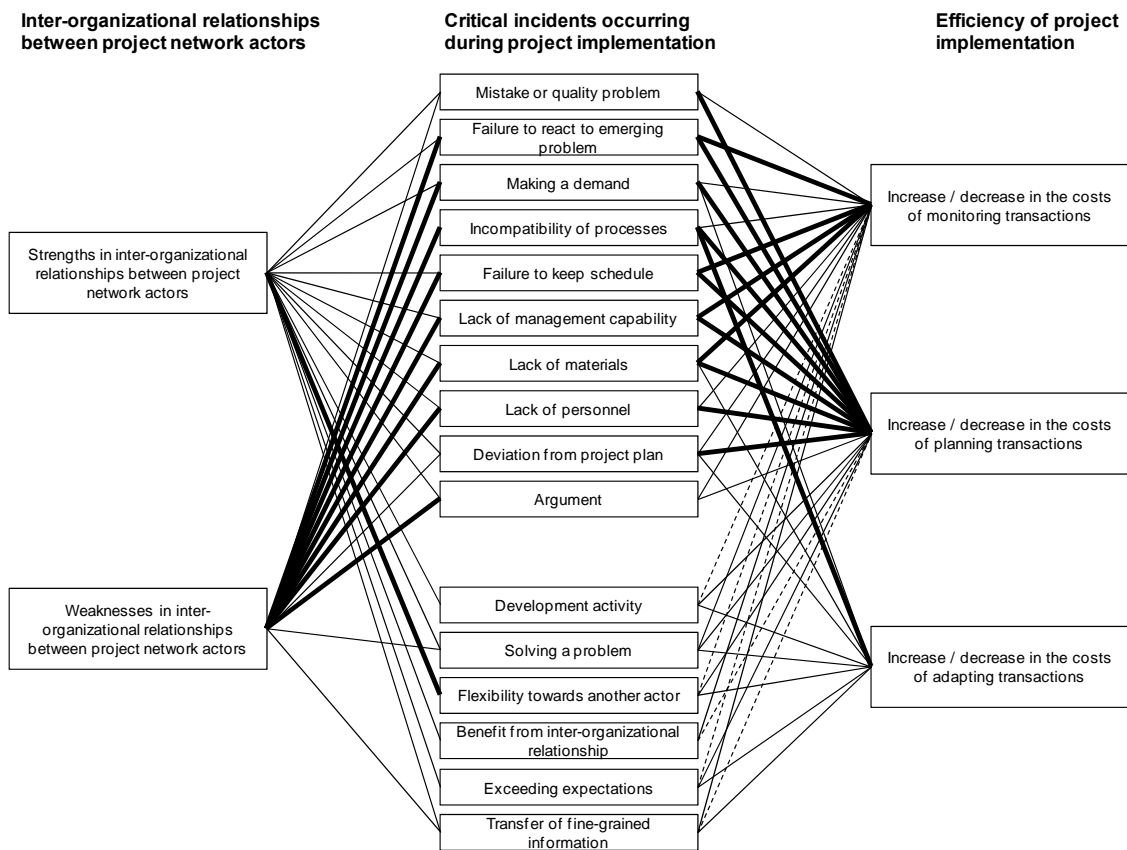 Inter-organizational relationships
between project network actors
Critical incidents occurring
during project implementation
Efficiency of project
implementation
Strengths in inter-organizational
relationships between project
network actors
Weaknesses in inter-
organizational relationships
between project network actors
Mistake or quality problem
Failure to react to emerging
problem
Making a demand
Incompatibility of processes
Failure to keep schedule
Lack of management capability
Lack of materials
Lack of personnel
Deviation from project plan
Argument
Development activity
Solving a problem
Flexibility towards another actor
Benefit from inter-organizational
relationship
Exceeding expectations
Transfer of fine-grained
information
Increase / decrease in the costs
of monitoring transactions
Increase / decrease in the costs
of planning transactions
Increase / decrease in the costs
of adapting transactions